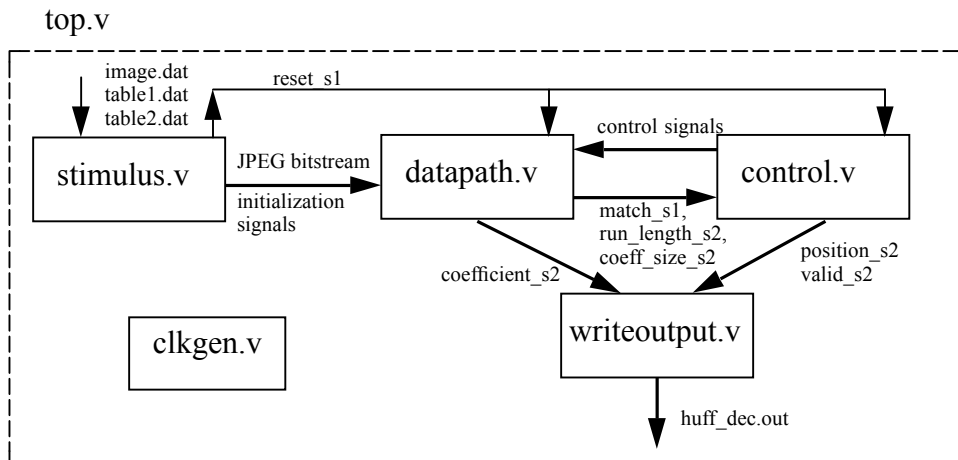 top.v
image.dat
table1.dat
table2.dat
reset_s1
control signals
stimulus.v
JPEG bitstream
initialization
signals
datapath.v
control.v
match_s1,
run_length_s2,
coeff_size_s2
coefficient_s2
position_s2
valid_s2
clkgen.v
writeoutput.v
huff_dec.out